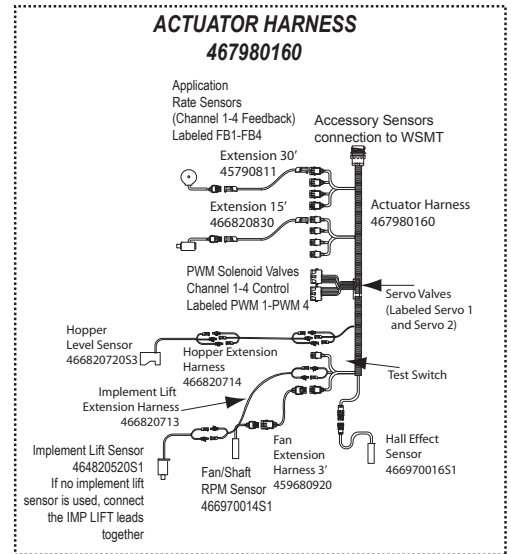 ACTUATOR HARNESS
467980160
Application
Rate Sensors
(Channel 1-4 Feedback)
Labeled FB1-FB4
Accessory Sensors
connection to WSMT
Extension 30’
45790811
Extension 15’
466820830
Actuator Harness
467980160
PWM Solenoid Valves
Channel 1-4 Control
Labeled PWM 1-PWM 4
Servo Valves
(Labeled Servo 1
and Servo 2)
Hopper
Level Sensor
466820720S3
Hopper Extension
Harness
466820714
Test Switch
Implement Lift
Extension Harness
466820713
Implement Lift Sensor
464820520S1
If no implement lift
sensor is used, connect
the IMP LIFT leads
together
Fan/Shaft
RPM Sensor
466970014S1
Fan
Extension
Harness 3’
459680920
Hall Effect
Sensor
466970016S1